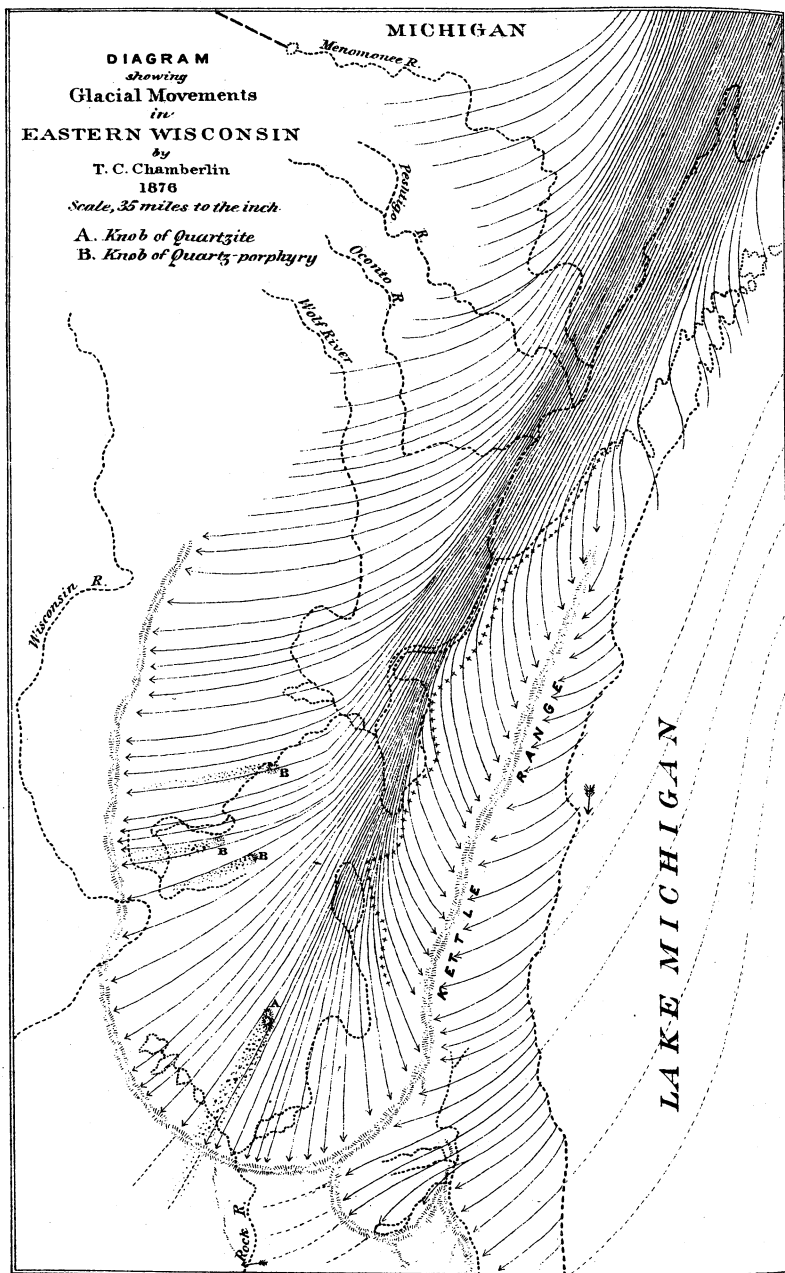 DIAGRAM
showing
Glacial Movements
in
EASTERN WISCONSIN
by
T. C. Chamberlin
1876
Scale, 35 miles to the inch.
A. Knob of Quartzite
B. Knob of Quartz-porphyry
MICHIGAN
Menomonee R.
Peshtigo R.
Oconto R.
Wolf River
Wisconsin R.
B
B
B
A
KETTLE RANGE
LAKE MICHIGAN
Rock R.